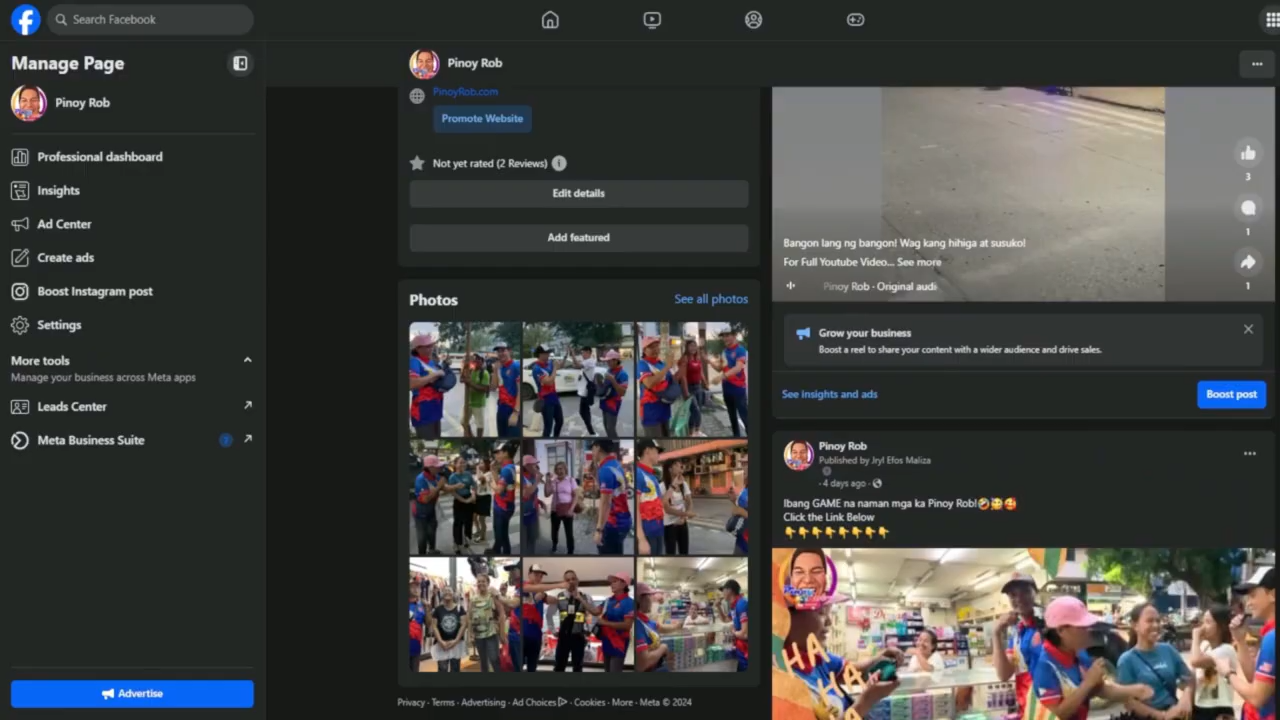 Search Facebook
Manage Page
Pinoy Rob
Professional dashboard
Insights
Ad Center
Create ads
Boost Instagram post
Settings
More tools
Manage your business across Meta apps
Leads Center
Meta Business Suite
Advertise
Pinoy Rob
PinoyRob.com
Promote Website
Not yet rated (2 Reviews)
Edit details
Add featured
Photos
See all photos
Privacy · Terms · Advertising · Ad Choices · Cookies · More · Meta © 2024
3
1
1
Bangon lang ng bangon! Wag kang hihiga at susuko!
For Full Youtube Video... See more
Pinoy Rob · Original audi
Grow your business
Boost a reel to share your content with a wider audience and drive sales.
See insights and ads
Boost post
Pinoy Rob
Published by Jryl Efos Maliza
· 4 days ago ·
Ibang GAME na naman mga ka Pinoy Rob!🤣🥰🥰
Click the Link Below
👇👇👇👇👇👇👇👇
HA
HA